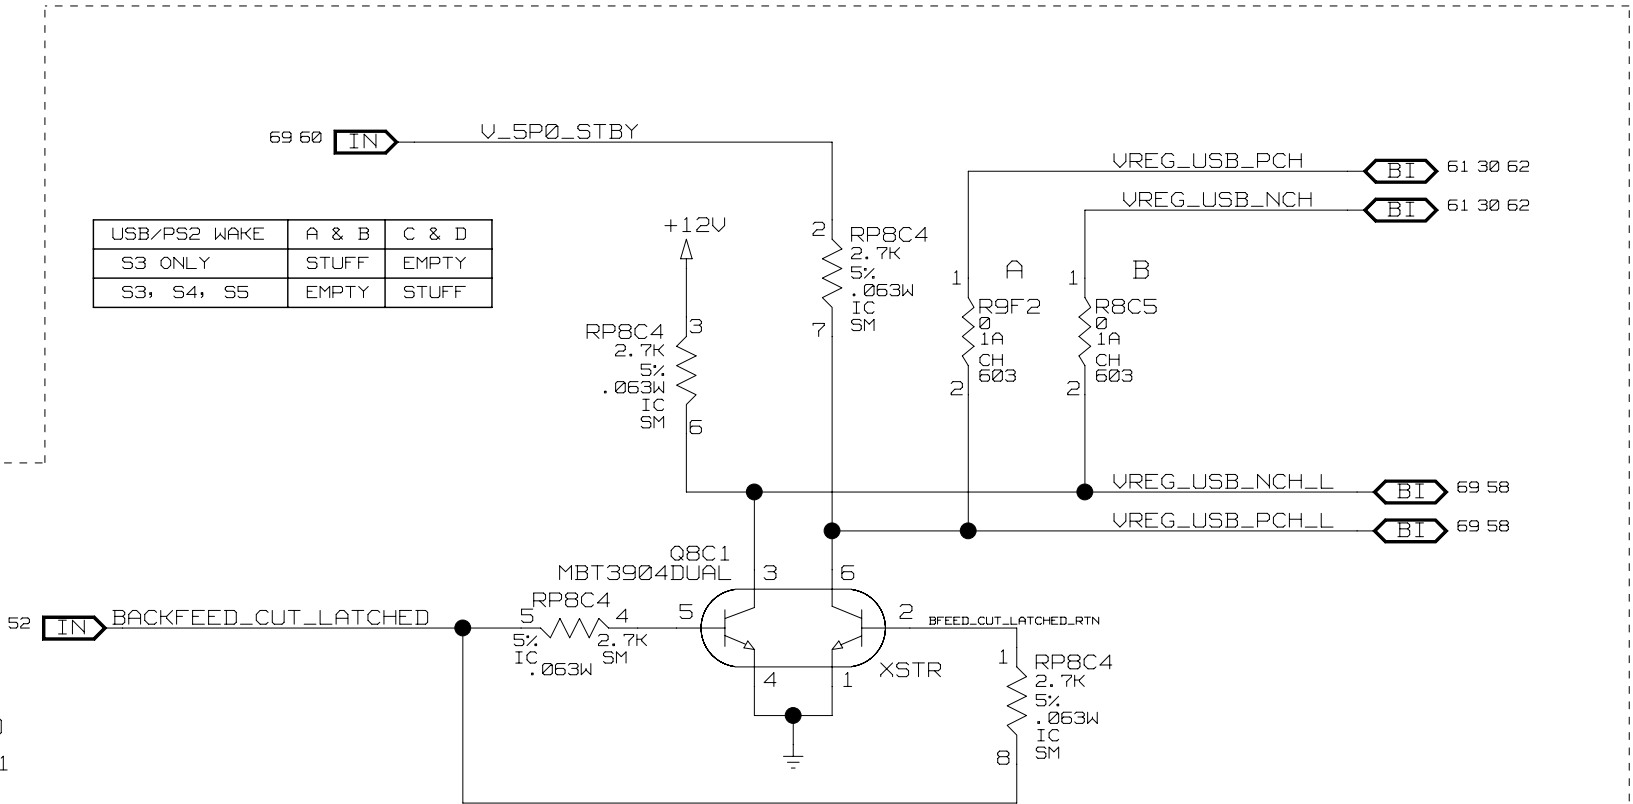 69 60 IN V_5P0_STBY
VREG_USB_PCH BI 61 30 62
VREG_USB_NCH BI 61 30 62
USB/PS2 WAKE A & B C & D
S3 ONLY STUFF EMPTY
S3, S4, S5 EMPTY STUFF
+12V
3
RP8C4
2.7K
5%
.063W
IC
SM
6
2
RP8C4
2.7K
5%
.063W
IC
SM
7
A
1
R9F2
0
1A
CH
603
2
B
1
R8C5
0
1A
CH
603
2
VREG_USB_NCH_L BI 69 58
VREG_USB_PCH_L BI 69 58
Q8C1
MBT3904DUAL
3 6
52 IN BACKFEED_CUT_LATCHED
RP8C4
5 4
5% 2.7K
IC SM
.063W
5 2
4 1
XSTR
BFEED_CUT_LATCHED_RTN
1
RP8C4
2.7K
5%
.063W
IC
SM
8
1